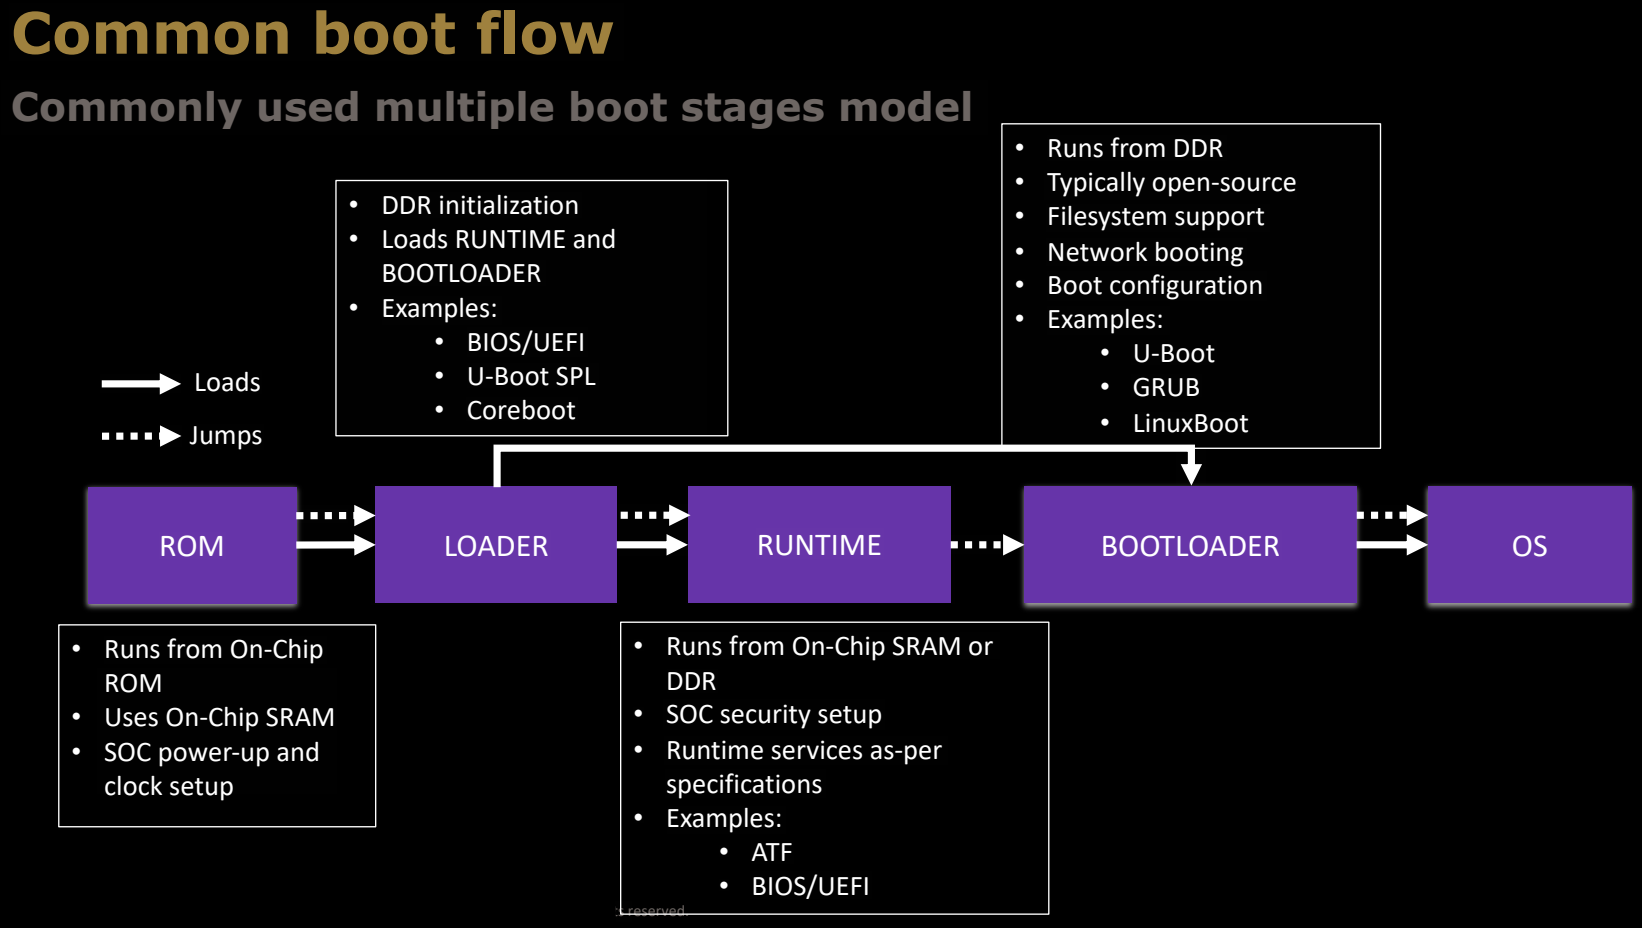 Common boot flow
Commonly used multiple boot stages model
• DDR initialization
• Loads RUNTIME and
BOOTLOADER
• Examples:
• BIOS/UEFI
• U-Boot SPL
• Coreboot
• Runs from DDR
• Typically open-source
• Filesystem support
• Network booting
• Boot configuration
• Examples:
• U-Boot
• GRUB
• LinuxBoot
Loads
Jumps
ROM
LOADER
RUNTIME
BOOTLOADER
OS
• Runs from On-Chip
ROM
• Uses On-Chip SRAM
• SOC power-up and
clock setup
• Runs from On-Chip SRAM or
DDR
• SOC security setup
• Runtime services as-per
specifications
• Examples:
• ATF
• BIOS/UEFI
reserved.